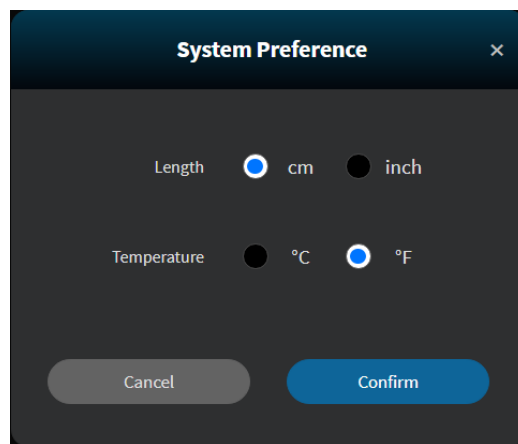 System Preference ×
Length cm inch
Temperature °C °F
Cancel Confirm